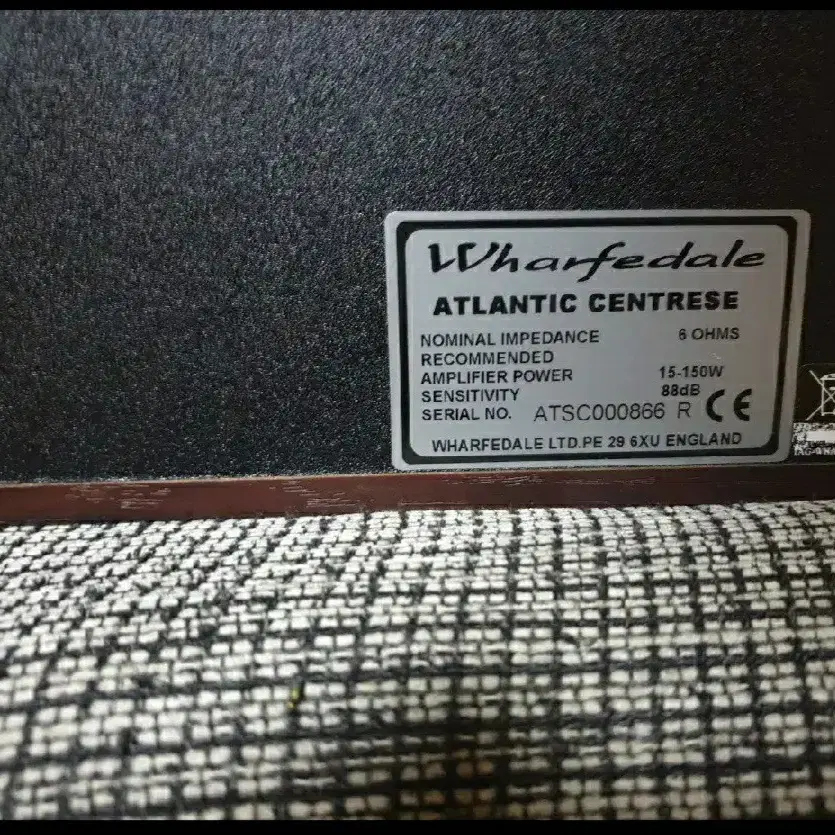 Wharfedale
ATLANTIC CENTRESE
NOMINAL IMPEDANCE 6 OHMS
RECOMMENDED
AMPLIFIER POWER 15-150W
SENSITIVITY 88dB
SERIAL NO. ATSC000866 R CE
WHARFEDALE LTD.PE 29 6XU ENGLAND